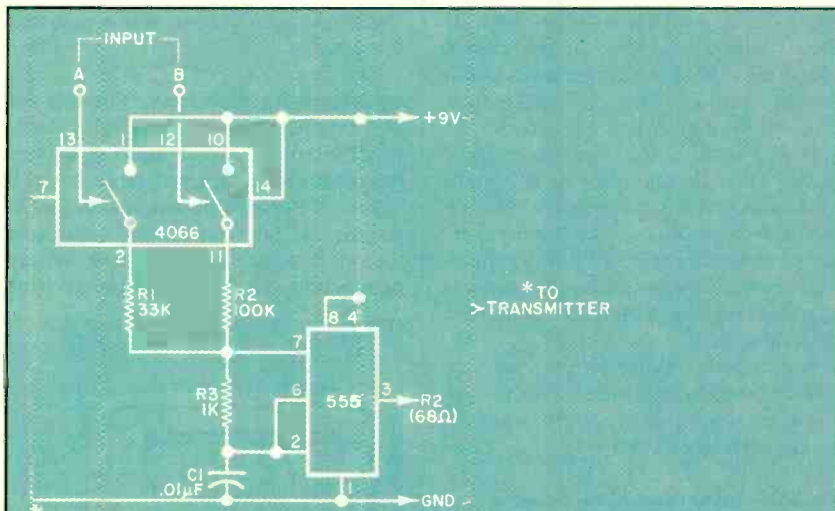 INPUT
A B
+9V
13 1 12 10
7 14
4066
2 11
R1
33K
R2
100K
* TO
TRANSMITTER
8 4
7
R3
1K
6 555 3 R2
(68Ω)
2
C1
.01µF
1
GND
*